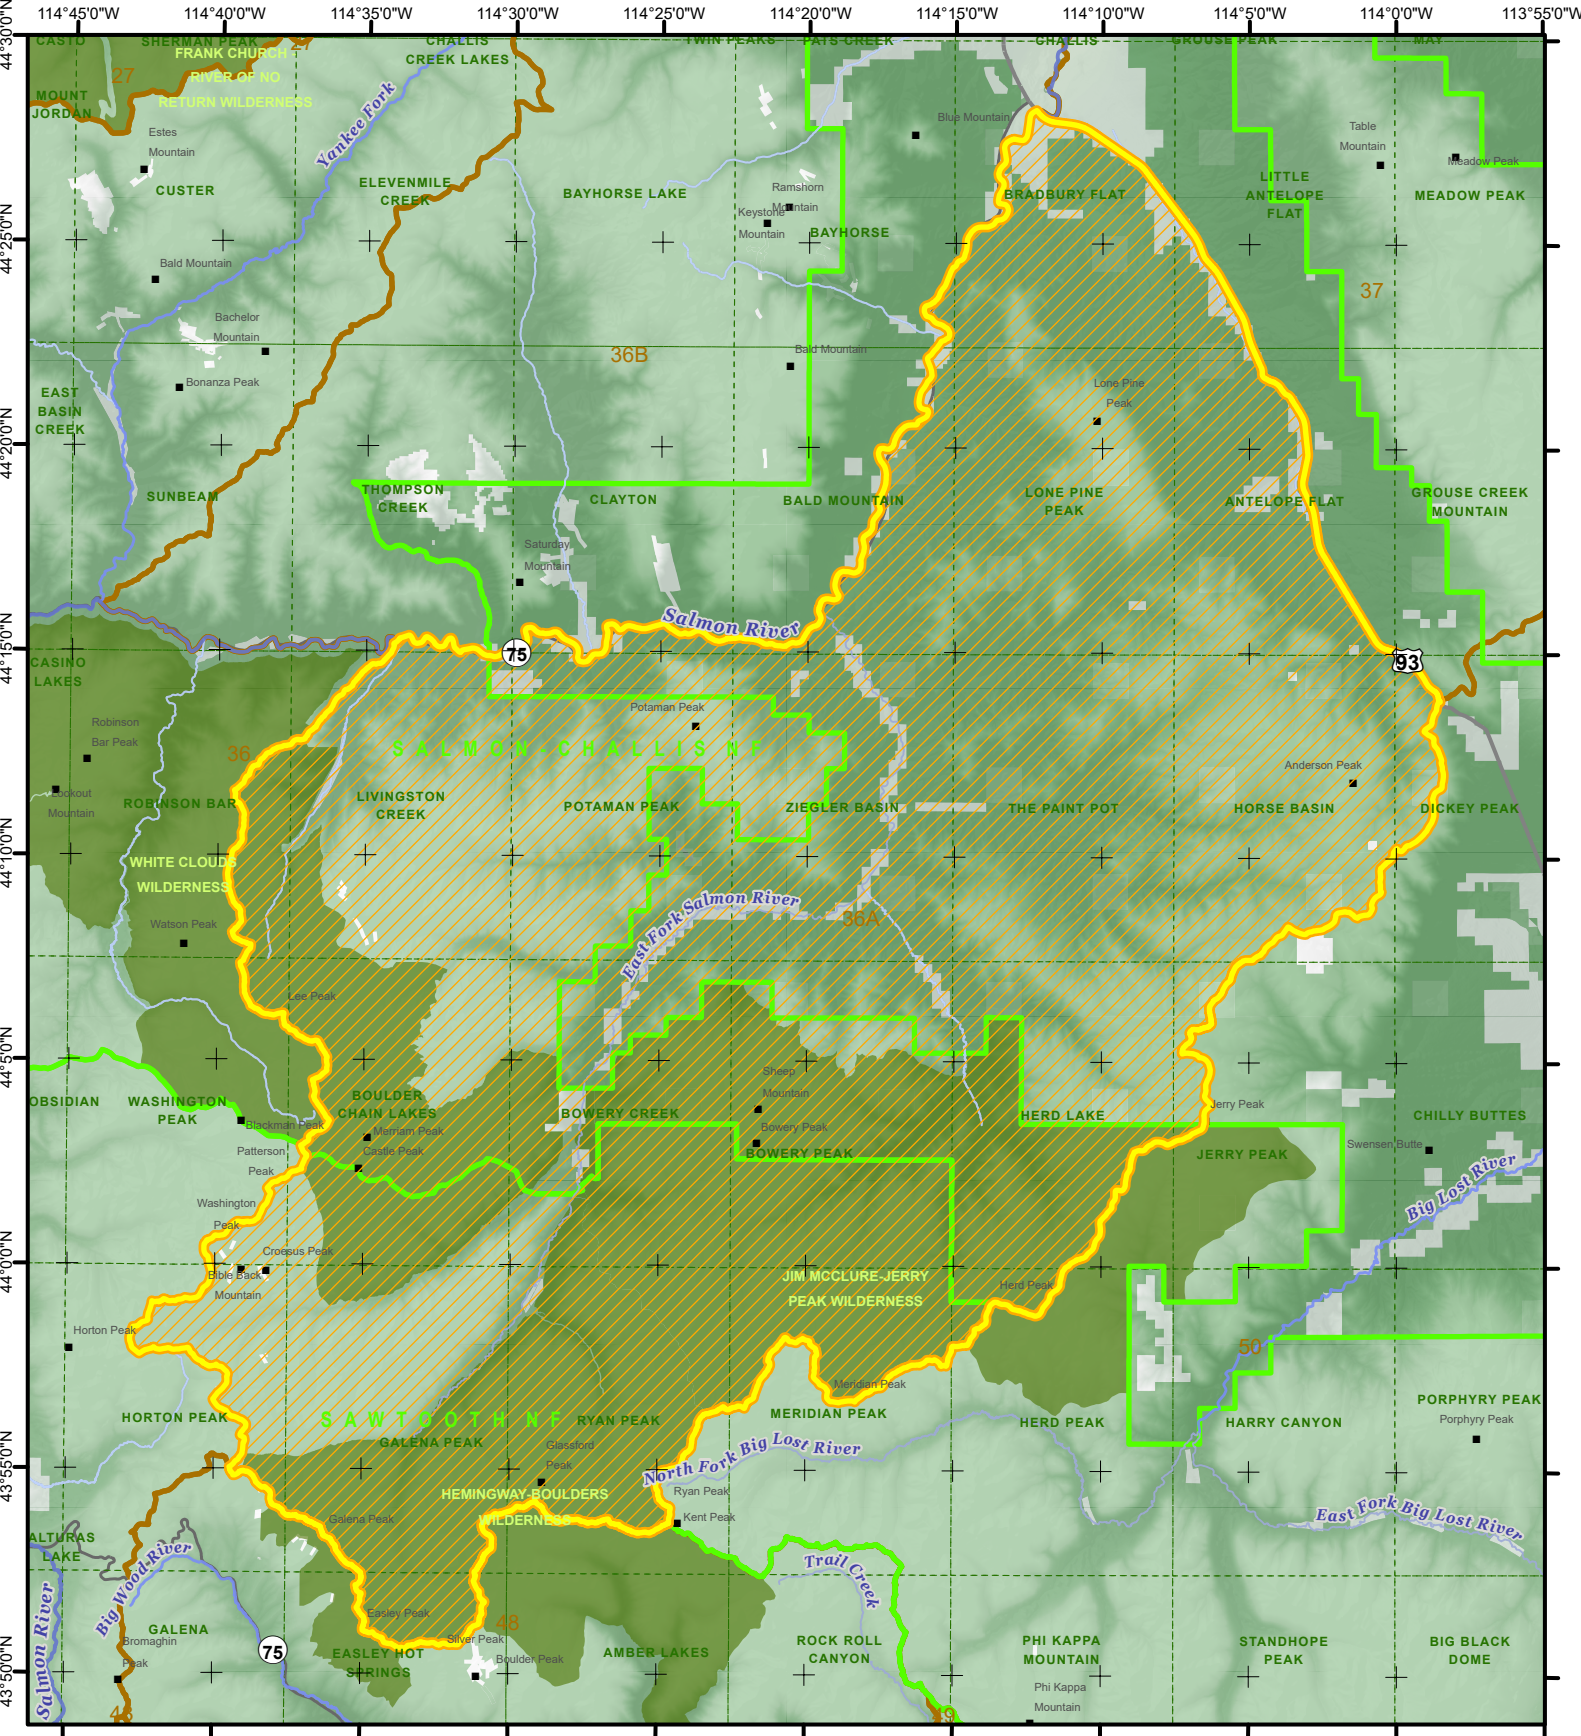 114°45'0"W
114°40'0"W
114°35'0"W
114°30'0"W
114°25'0"W
114°20'0"W
114°15'0"W
114°10'0"W
114°5'0"W
114°0'0"W
113°55'0"W
44°30'0"N
44°25'0"N
44°20'0"N
44°15'0"N
44°10'0"N
44°5'0"N
44°0'0"N
43°55'0"N
43°50'0"N
CASTO
SHERMAN PEAK
27
CHALLIS
CREEK LAKES
TWIN PEAKS
PATS CREEK
CHALLIS
GROUSE PEAK
MAY
FRANK CHURCH -
RIVER OF NO
RETURN WILDERNESS
27
MOUNT
JORDAN
Estes
Mountain
Yankee Fork
CUSTER
ELEVENMILE
CREEK
BAYHORSE LAKE
Ramshorn
Mountain
Keystone
Mountain
BAYHORSE
Blue Mountain
BRADBURY FLAT
LITTLE
ANTELOPE
FLAT
Table
Mountain
Meadow Peak
MEADOW PEAK
Bald Mountain
Bachelor
Mountain
Bonanza Peak
36B
Bald Mountain
37
Lone Pine
Peak
EAST
BASIN
CREEK
SUNBEAM
THOMPSON
CREEK
CLAYTON
BALD MOUNTAIN
LONE PINE
PEAK
ANTELOPE FLAT
GROUSE CREEK
MOUNTAIN
Saturday
Mountain
Salmon River
75
93
CASINO
LAKES
Robinson
Bar Peak
Lookout
Mountain
36
ROBINSON BAR
Potaman Peak
SALMON-CHALLIS NF
LIVINGSTON
CREEK
POTAMAN PEAK
ZIEGLER BASIN
THE PAINT POT
Anderson Peak
HORSE BASIN
DICKEY PEAK
WHITE CLOUDS
WILDERNESS
Watson Peak
East Fork Salmon River
36A
Lee Peak
OBSIDIAN
WASHINGTON
PEAK
Blackman Peak
BOULDER
CHAIN LAKES
Merriam Peak
Castle Peak
Patterson
Peak
BOWERY CREEK
Sheep
Mountain
Bowery Peak
BOWERY PEAK
HERD LAKE
Jerry Peak
JERRY PEAK
CHILLY BUTTES
Swensen Butte
Big Lost River
Washington
Peak
Croesus Peak
Bible Back
Mountain
JIM MCCLURE-JERRY
PEAK WILDERNESS
Herd Peak
Horton Peak
50
Meridian Peak
HORTON PEAK
SAWTOOTH NF
GALENA PEAK
RYAN PEAK
MERIDIAN PEAK
HERD PEAK
HARRY CANYON
PORPHYRY PEAK
Porphyry Peak
Glassford
Peak
North Fork Big Lost River
Ryan Peak
Kent Peak
HEMINGWAY-BOULDERS
WILDERNESS
Galena Peak
East Fork Big Lost River
ALTURAS
LAKE
Big Wood River
Trail Creek
Easley Peak
48
Salmon River
GALENA
Bromaghin
Peak
75
EASLEY HOT
SPRINGS
Silver Peak
Boulder Peak
AMBER LAKES
ROCK ROLL
CANYON
PHI KAPPA
MOUNTAIN
STANDHOPE
PEAK
BIG BLACK
DOME
Phi Kappa
Mountain
49